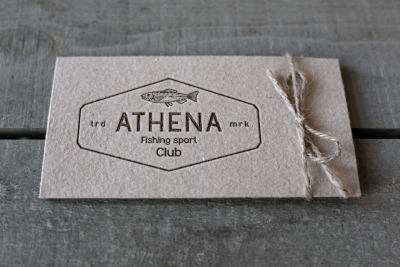 trd ATHENA mrk
Fishing sport
Club